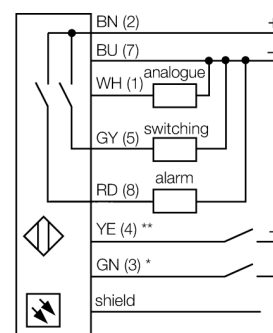 BN (2)
BU (7)
WH (1)
analogue
GY (5)
switching
RD (8)
alarm
YE (4) **
GN (3) *
shield